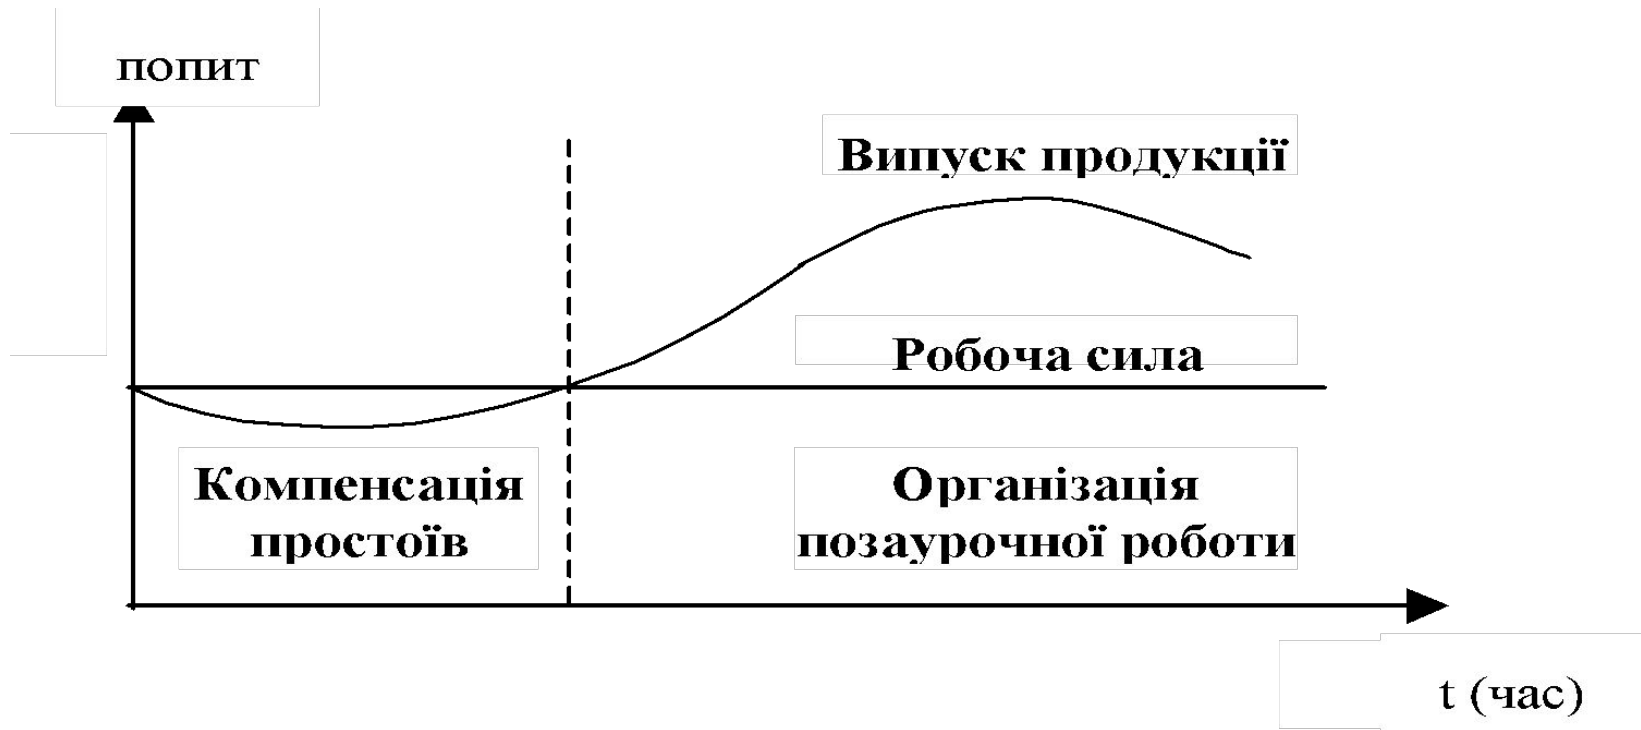 попит
Випуск продукції
Робоча сила
Компенсація
простоїв
Організація
позаурочної роботи
t (час)